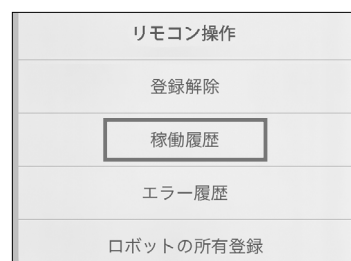 リモコン操作
登録解除
稼働履歴
エラー履歴
ロボットの所有登録